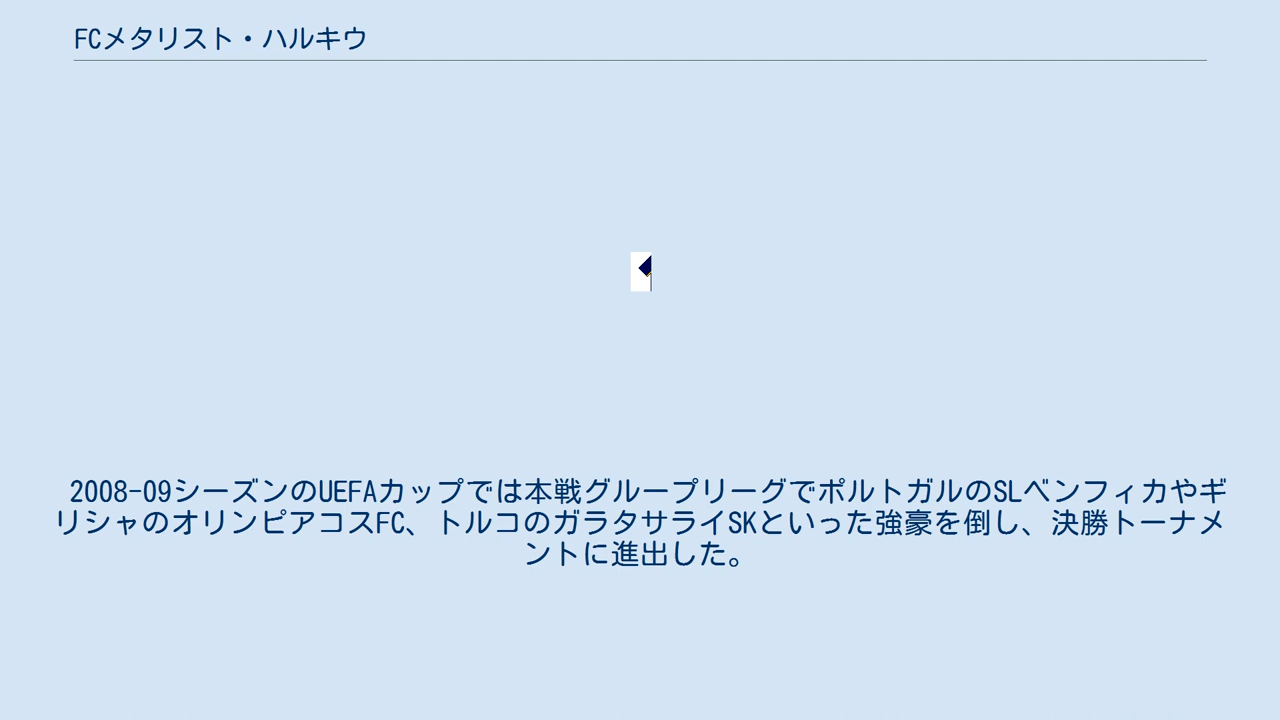 FCメタリスト・ハルキウ
2008-09シーズンのUEFAカップでは本戦グループリーグでポルトガルのSLベンフィカやギ
リシャのオリンピアコスFC、トルコのガラタサライSKといった強豪を倒し、決勝トーナメ
ントに進出した。